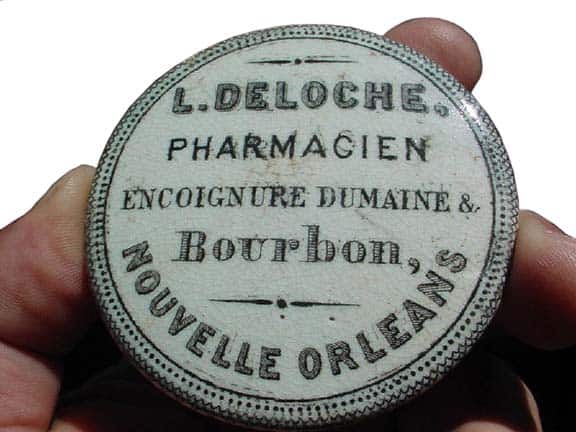 L. DELOCHE,
PHARMACIEN
ENCOIGNURE DUMAINE &
Bourbon,
NOUVELLE ORLEANS